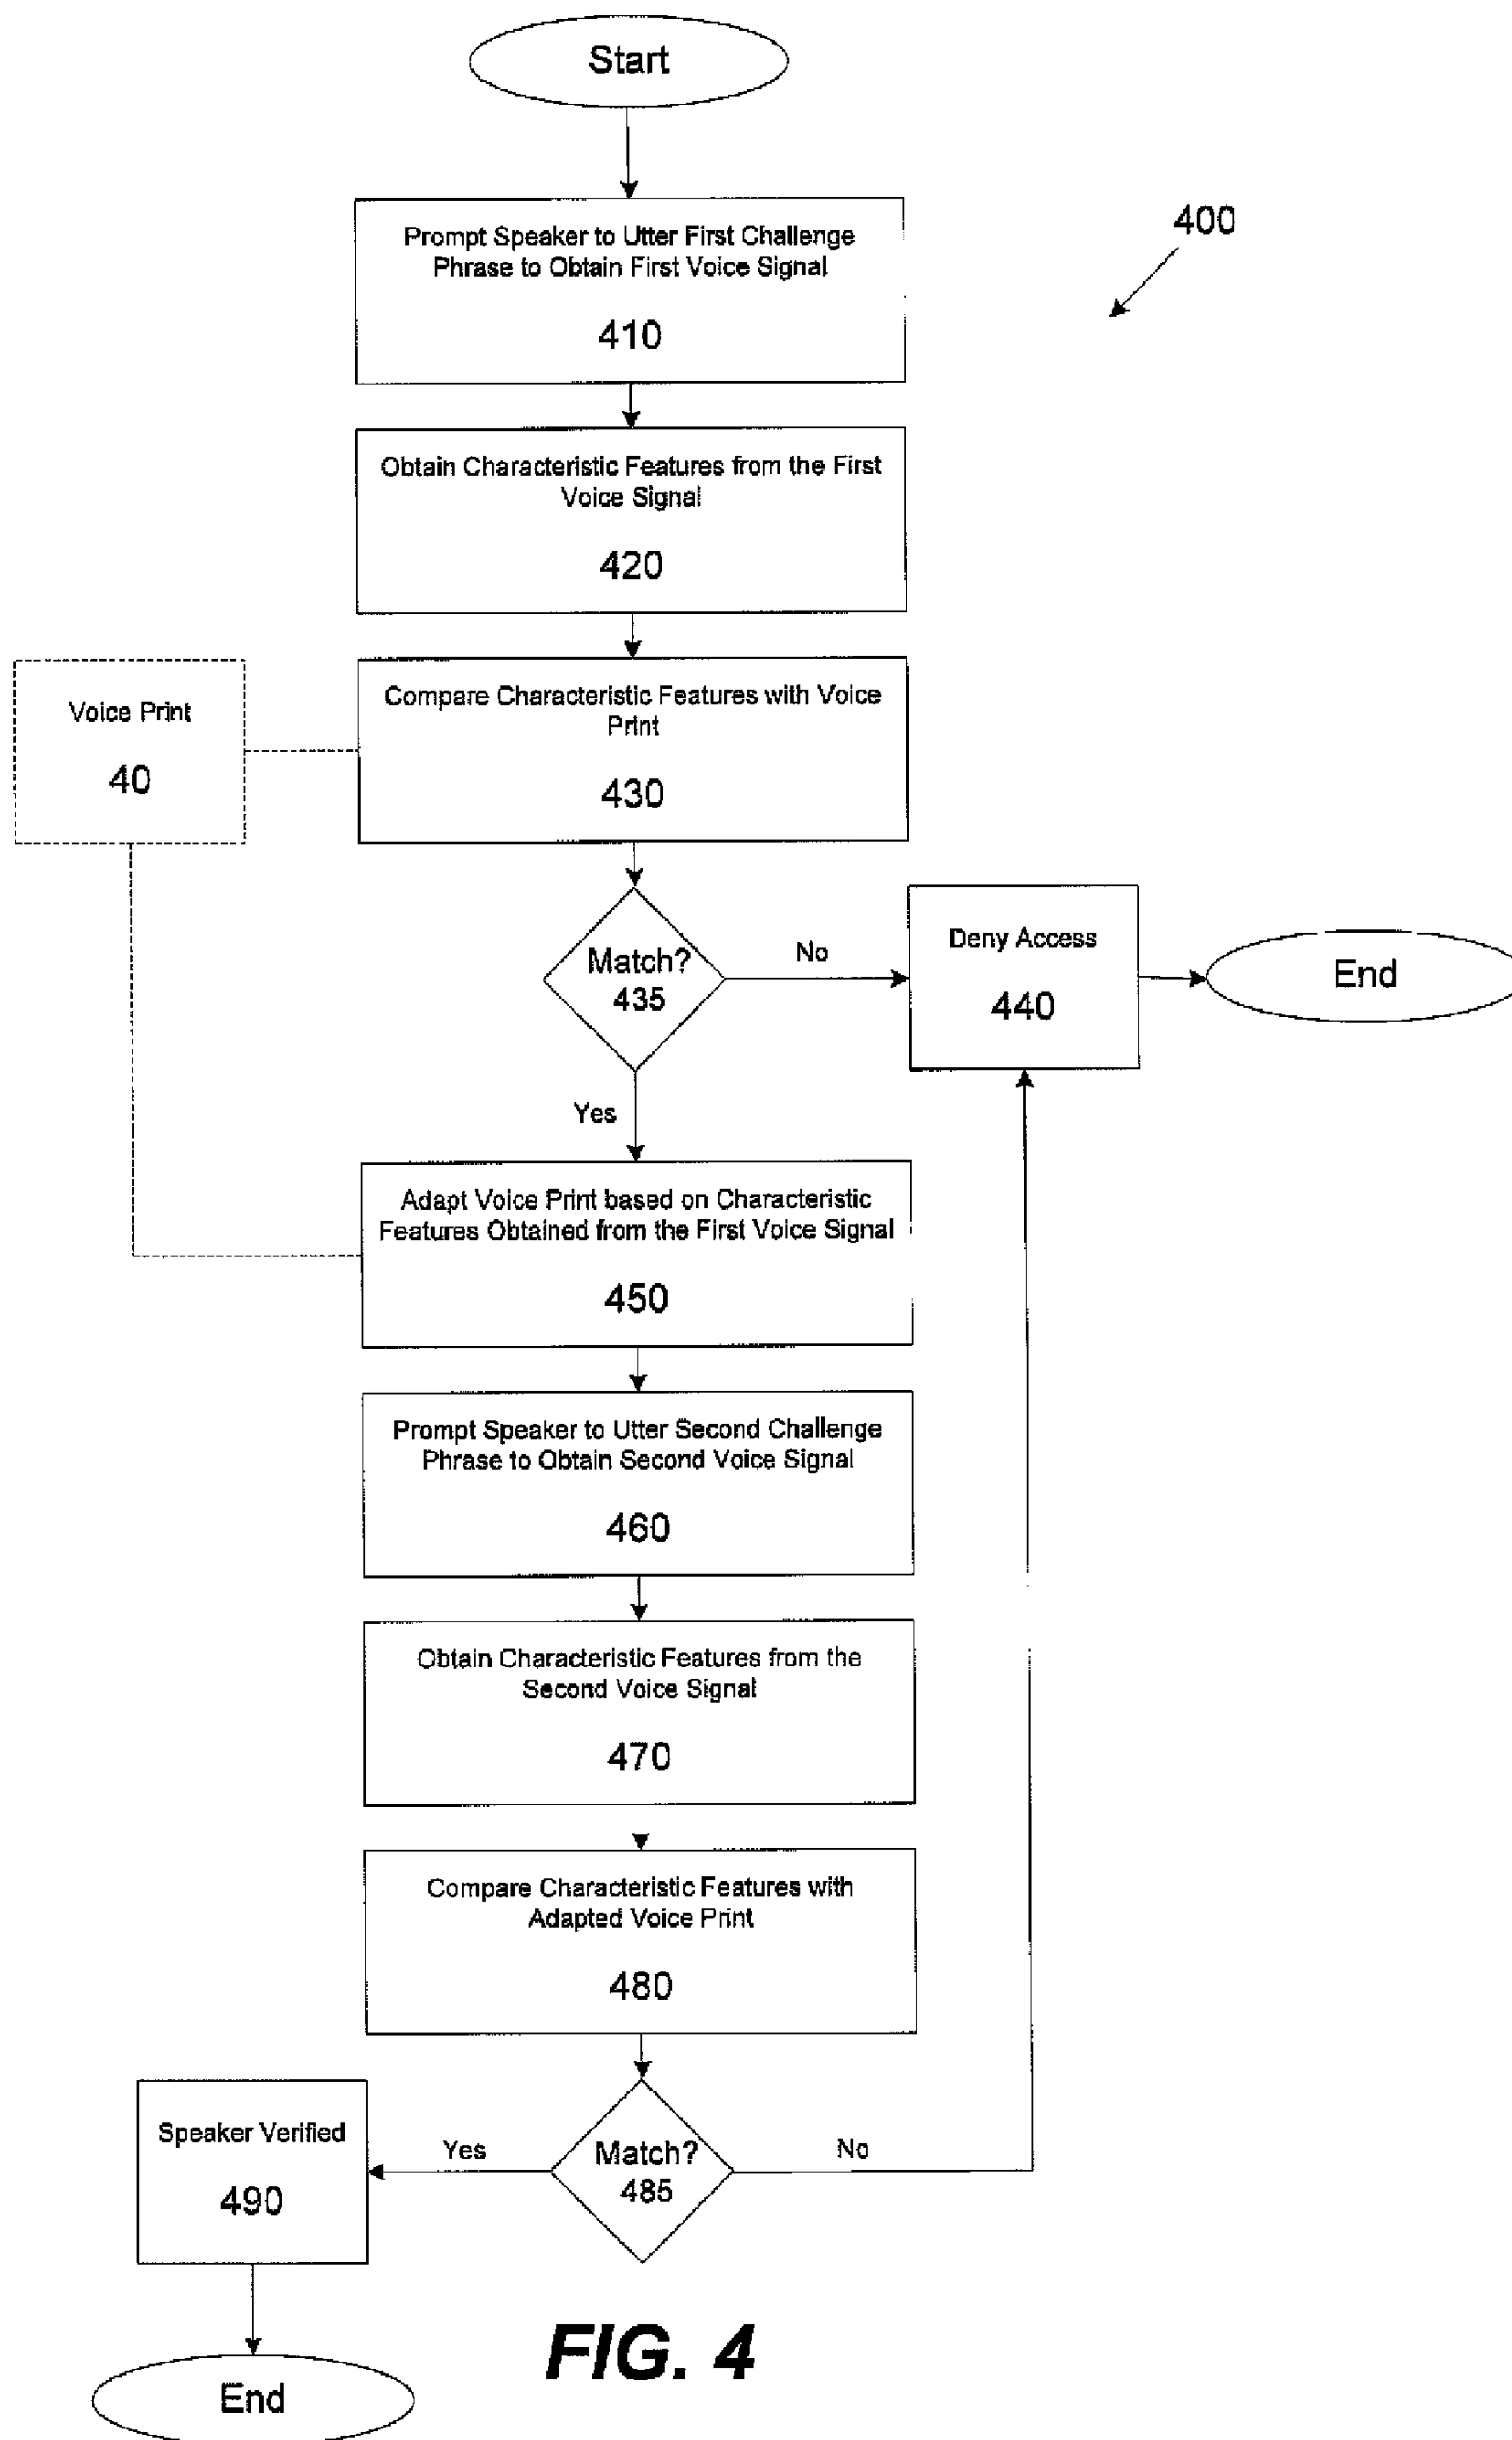 Start
400
Prompt Speaker to Utter First Challenge
Phrase to Obtain First Voice Signal
410
Obtain Characteristic Features from the First
Voice Signal
420
Voice Print
40
Compare Characteristic Features with Voice
Print
430
Match?
435
No
Deny Access
440
End
Yes
Adapt Voice Print based on Characteristic
Features Obtained from the First Voice Signal
450
Prompt Speaker to Utter Second Challenge
Phrase to Obtain Second Voice Signal
460
Obtain Characteristic Features from the
Second Voice Signal
470
Compare Characteristic Features with
Adapted Voice Print
480
Speaker Verified
490
Yes
Match?
485
No
End
FIG. 4